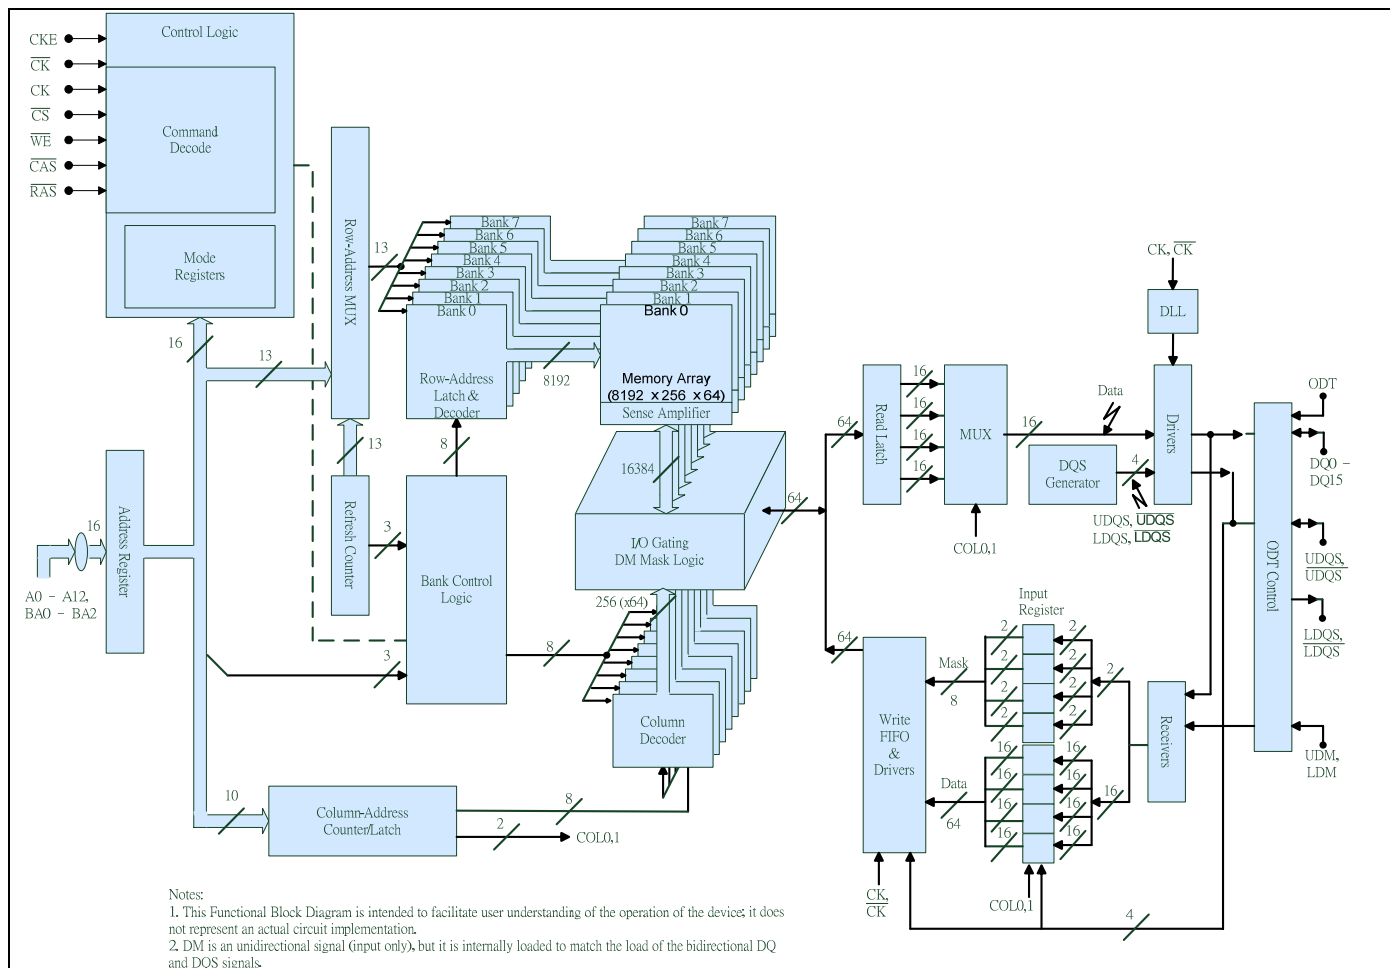 Control Logic
CKE
CK
CK
CS
WE
CAS
RAS
Command
Decode
Mode
Registers
16
13
Row-Address MUX
13
13
Bank 7
Bank 6
Bank 5
Bank 4
Bank 3
Bank 2
Bank 1
Bank 0
Row-Address
Latch &
Decoder
8
8192
Bank 7
Bank 6
Bank 5
Bank 4
Bank 3
Bank 2
Bank 1
Bank 0
Memory Array
(8192 x 256 x 64)
Sense Amplifier
16384
I/O Gating
DM Mask Logic
256 (x64)
Column
Decoder
16
A0 - A12,
BA0 - BA2
Address Register
Refresh Counter
3
3
Bank Control
Logic
8
10
Column-Address
Counter/Latch
8
2
COL0,1
64
64
64
Read Latch
16
16
16
16
MUX
COL0,1
16
Data
DQS
Generator
4
UDQS, UDQS
LDQS, LDQS
CK, CK
DLL
Drivers
ODT
DQ0 -
DQ15
ODT Control
UDQS,
UDQS
LDQS,
LDQS
UDM,
LDM
Input
Register
2
2
2
2
2
2
2
2
2
Mask
8
Write
FIFO
&
Drivers
Data
64
16
16
16
16
16
16
16
16
16
Receivers
CK,
CK
COL0,1
4
Notes:
1. This Functional Block Diagram is intended to facilitate user understanding of the operation of the device; it does
not represent an actual circuit implementation.
2. DM is an unidirectional signal (input only), but it is internally loaded to match the load of the bidirectional DQ
and DQS signals.